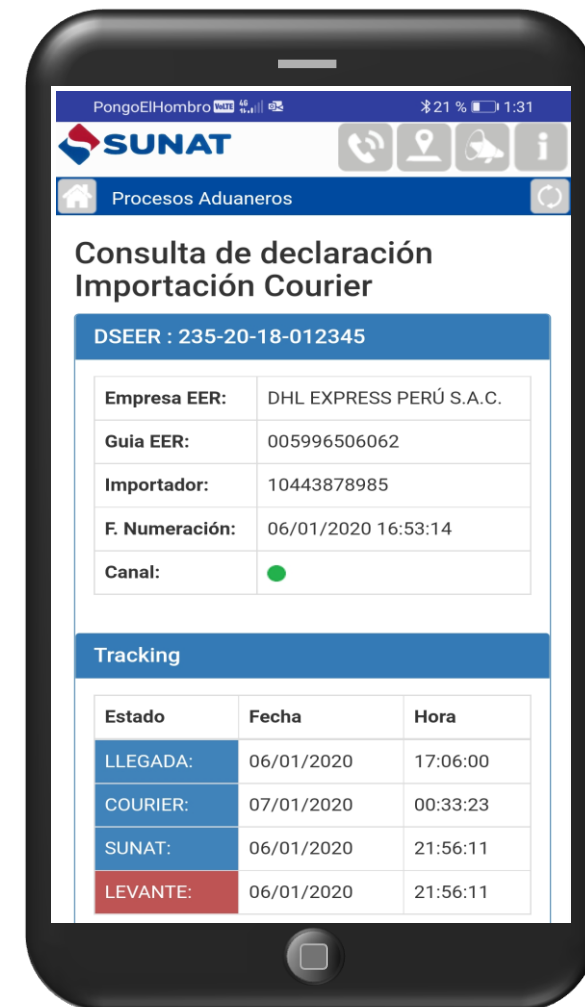 PongoElHombro VoLTE 4G 21 % 1:31
SUNAT
i
Procesos Aduaneros
Consulta de declaración
Importación Courier
DSEER : 235-20-18-012345
Empresa EER: DHL EXPRESS PERÚ S.A.C.
Guia EER: 005996506062
Importador: 10443878985
F. Numeración: 06/01/2020 16:53:14
Canal:
Tracking
Estado Fecha Hora
LLEGADA: 06/01/2020 17:06:00
COURIER: 07/01/2020 00:33:23
SUNAT: 06/01/2020 21:56:11
LEVANTE: 06/01/2020 21:56:11